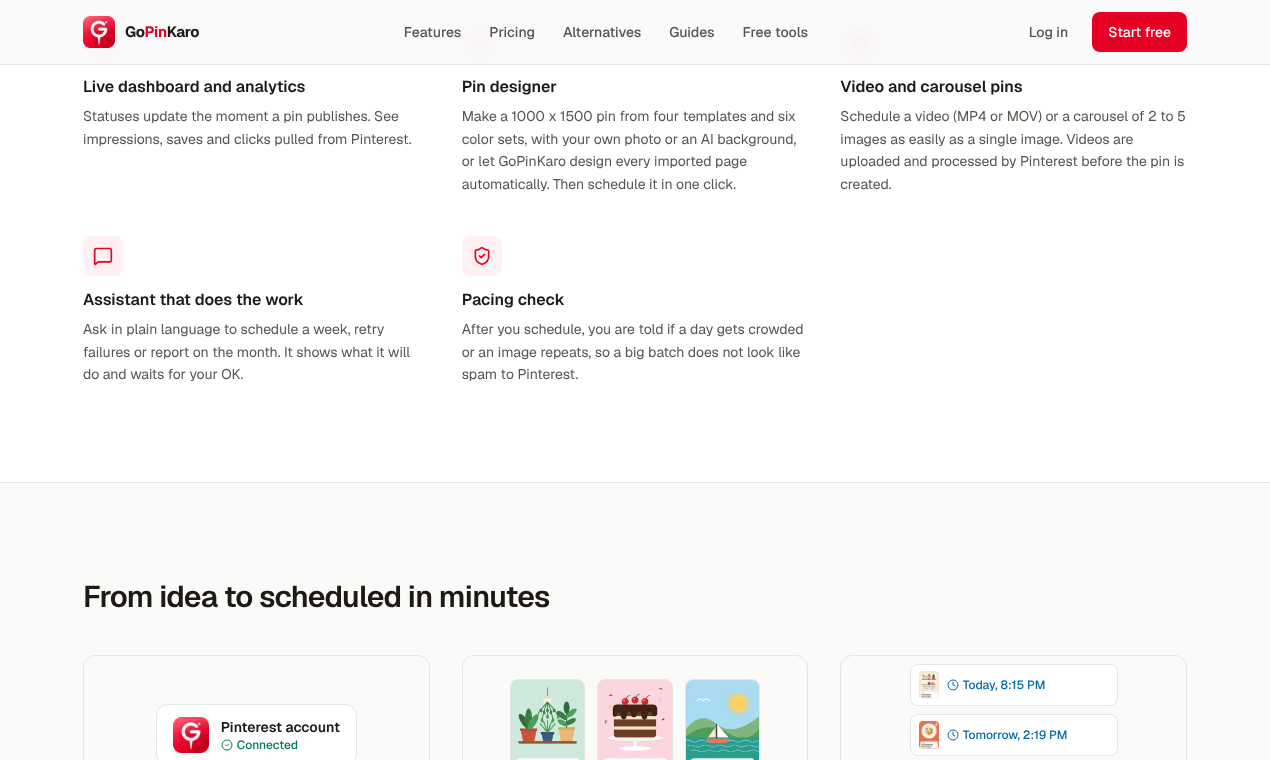 GoPinKaro
Features
Pricing
Alternatives
Guides
Free tools
Log in
Start free
Live dashboard and analytics
Statuses update the moment a pin publishes. See
impressions, saves and clicks pulled from Pinterest.
Pin designer
Make a 1000 x 1500 pin from four templates and six
color sets, with your own photo or an AI background,
or let GoPinKaro design every imported page
automatically. Then schedule it in one click.
Video and carousel pins
Schedule a video (MP4 or MOV) or a carousel of 2 to 5
images as easily as a single image. Videos are
uploaded and processed by Pinterest before the pin is
created.
Assistant that does the work
Ask in plain language to schedule a week, retry
failures or report on the month. It shows what it will
do and waits for your OK.
Pacing check
After you schedule, you are told if a day gets crowded
or an image repeats, so a big batch does not look like
spam to Pinterest.
From idea to scheduled in minutes
Pinterest account
Connected
Today, 8:15 PM
Tomorrow, 2:19 PM